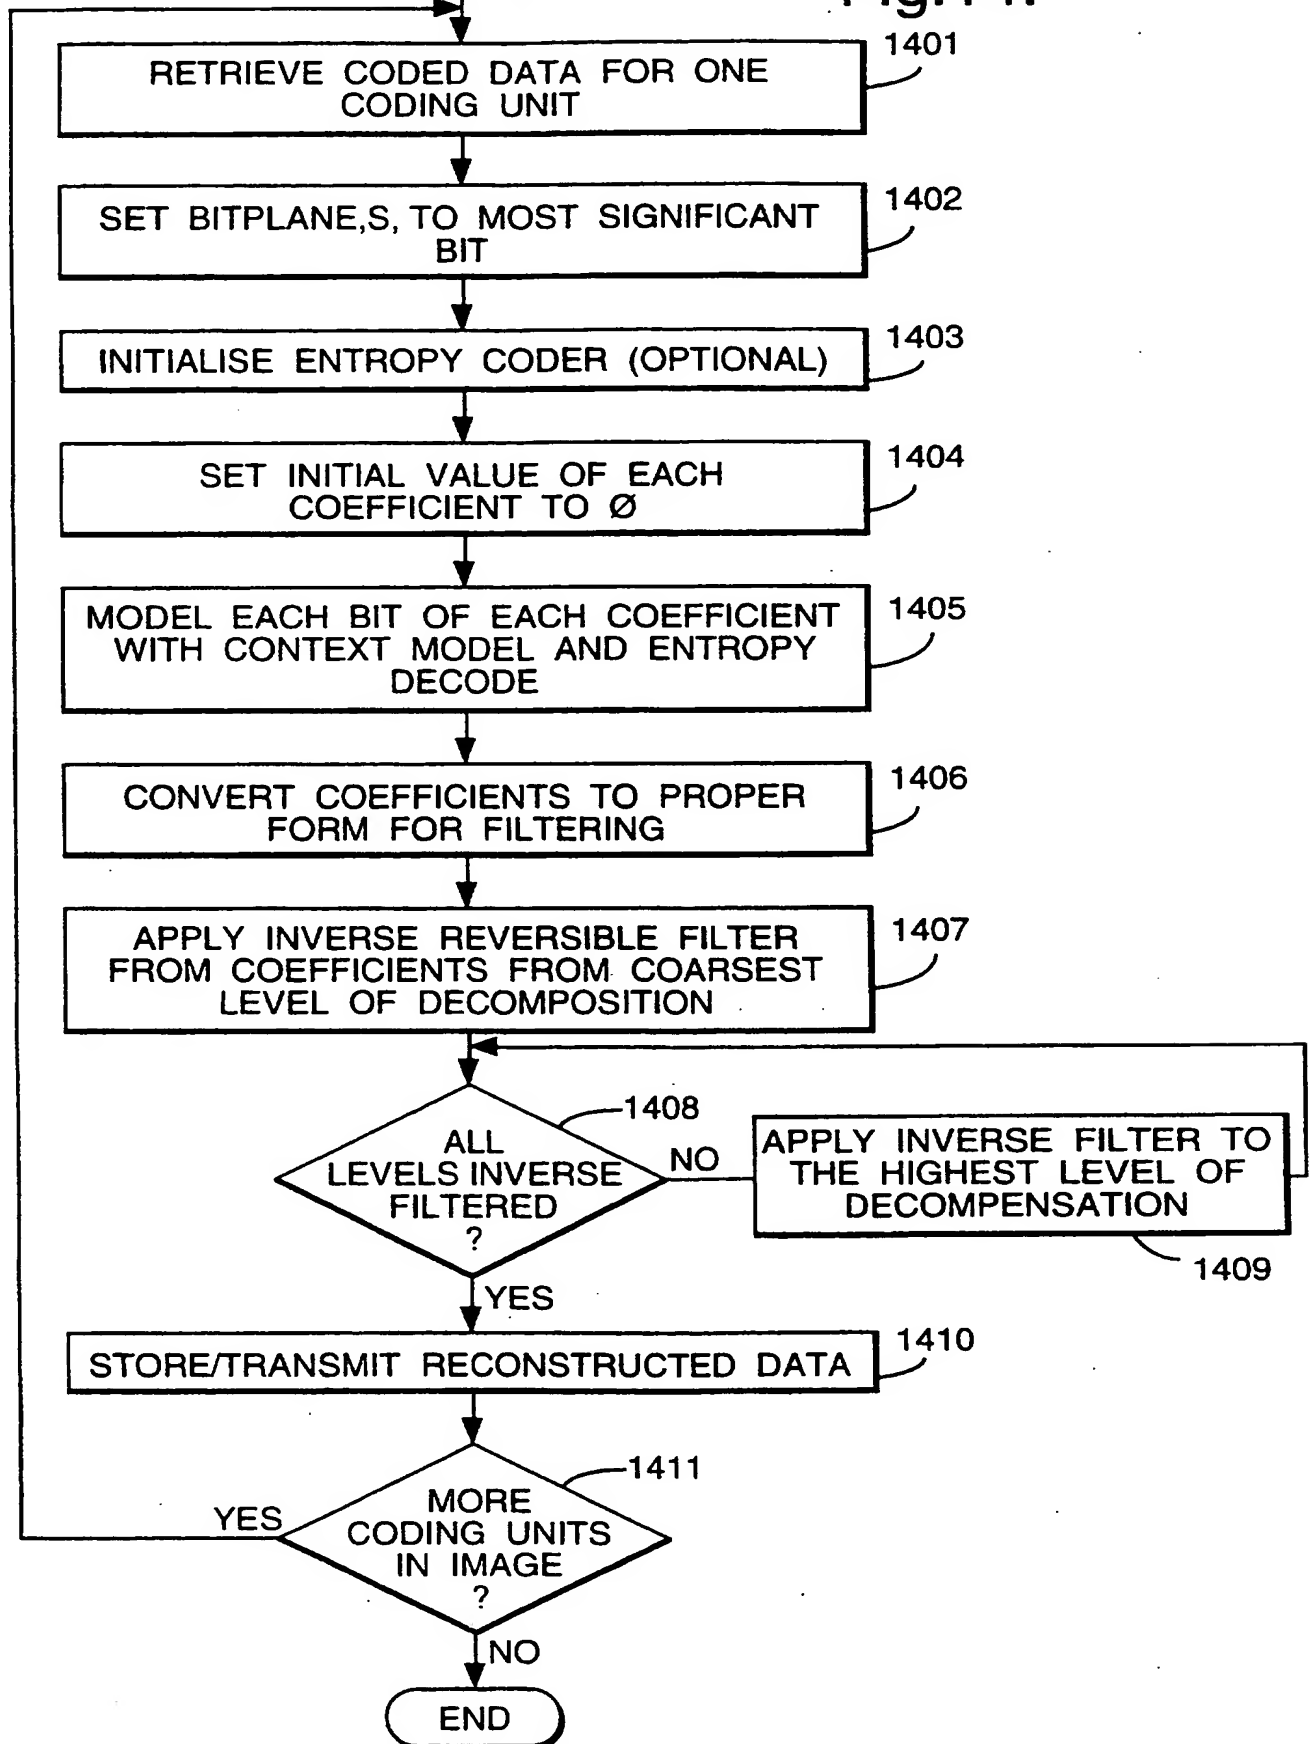 Fig.14.
1401
RETRIEVE CODED DATA FOR ONE
CODING UNIT
1402
SET BITPLANE,S, TO MOST SIGNIFICANT
BIT
1403
INITIALISE ENTROPY CODER (OPTIONAL)
1404
SET INITIAL VALUE OF EACH
COEFFICIENT TO Ø
1405
MODEL EACH BIT OF EACH COEFFICIENT
WITH CONTEXT MODEL AND ENTROPY
DECODE
1406
CONVERT COEFFICIENTS TO PROPER
FORM FOR FILTERING
1407
APPLY INVERSE REVERSIBLE FILTER
FROM COEFFICIENTS FROM COARSEST
LEVEL OF DECOMPOSITION
1408
ALL
LEVELS INVERSE
FILTERED
?
NO
APPLY INVERSE FILTER TO
THE HIGHEST LEVEL OF
DECOMPENSATION
1409
YES
1410
STORE/TRANSMIT RECONSTRUCTED DATA
1411
MORE
CODING UNITS
IN IMAGE
?
YES
NO
END